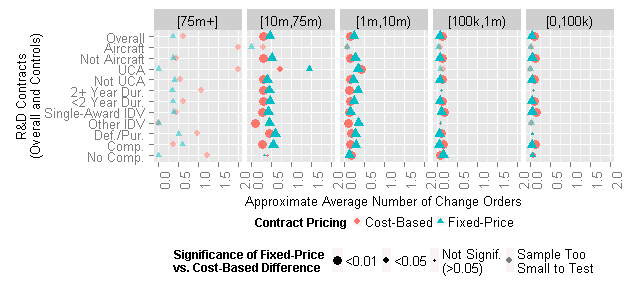 [75m+] [10m,75m) [1m,10m) [100k,1m) [0,100k)
R&D Contracts
(Overall and Controls)
Overall
Aircraft
Not Aircraft
UCA
Not UCA
2+ Year Dur.
<2 Year Dur.
Single-Award IDV
Other IDV
Def./Pur.
Comp.
No Comp.
0.0 0.5 1.0 1.5 2.0 0.0 0.5 1.0 1.5 2.0 0.0 0.5 1.0 1.5 2.0 0.0 0.5 1.0 1.5 2.0 0.0 0.5 1.0 1.5 2.0
Approximate Average Number of Change Orders
Contract Pricing Cost-Based Fixed-Price
Significance of Fixed-Price
vs. Cost-Based Difference
<0.01 <0.05
Not Signif.
(>0.05)
Sample Too
Small to Test